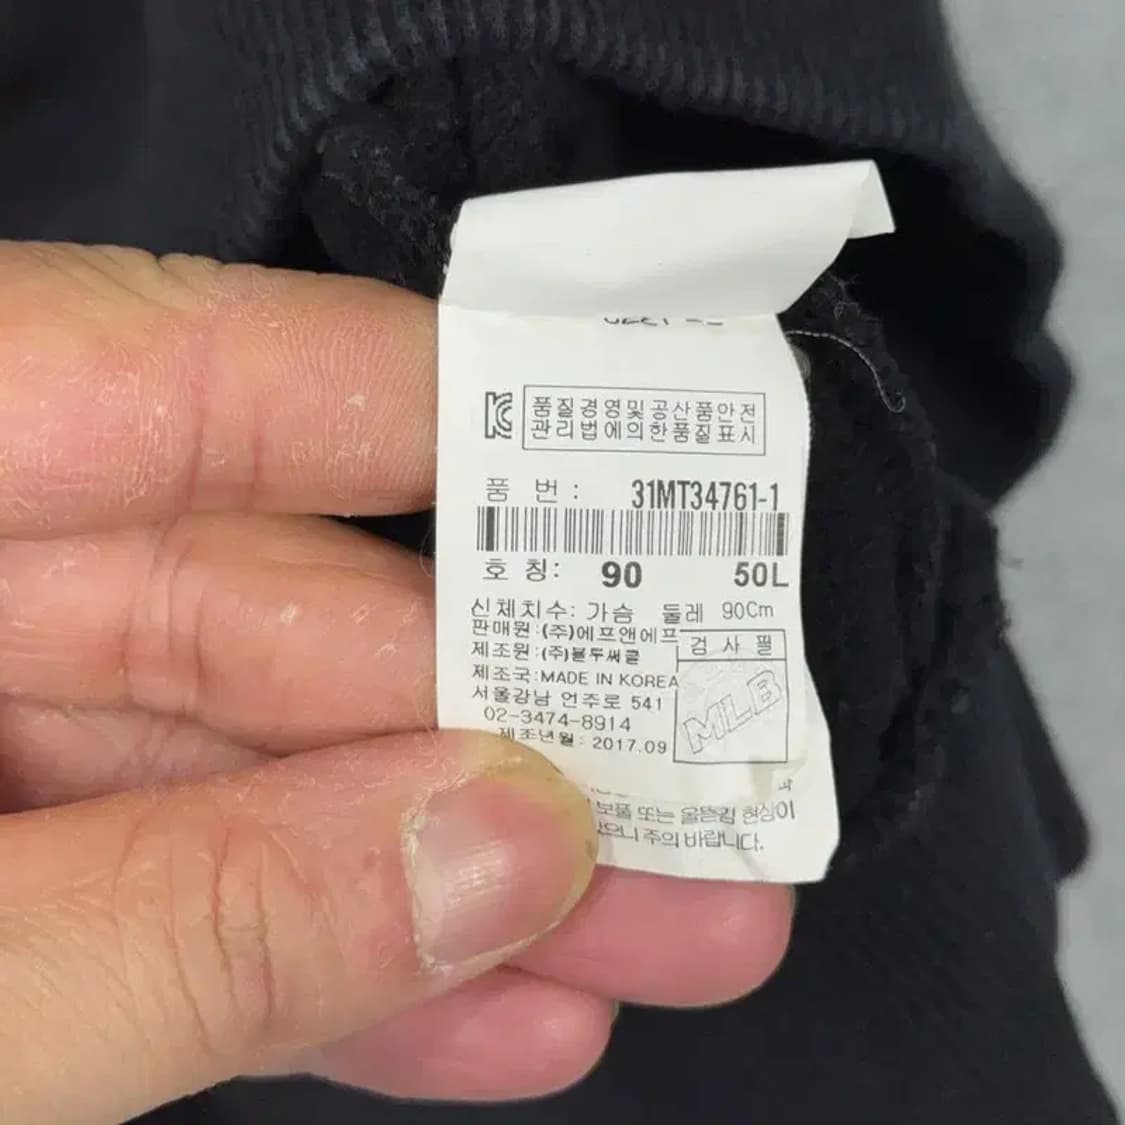 품질경영및공산품안전
관리법에의한품질표시
품 번 : 31MT34761-1
호 칭: 90 50L
신체치수: 가슴 둘레 90Cm
판매원:(주)에프앤에프
검 사 필
제조원:(주)
제조국:MADE IN KOREA
MLB
서울강남 언주로 541
02-3474-8914
제조년월: 2017.09
보풀 또는 올뜯김 현상이
으니 주의 바랍니다.